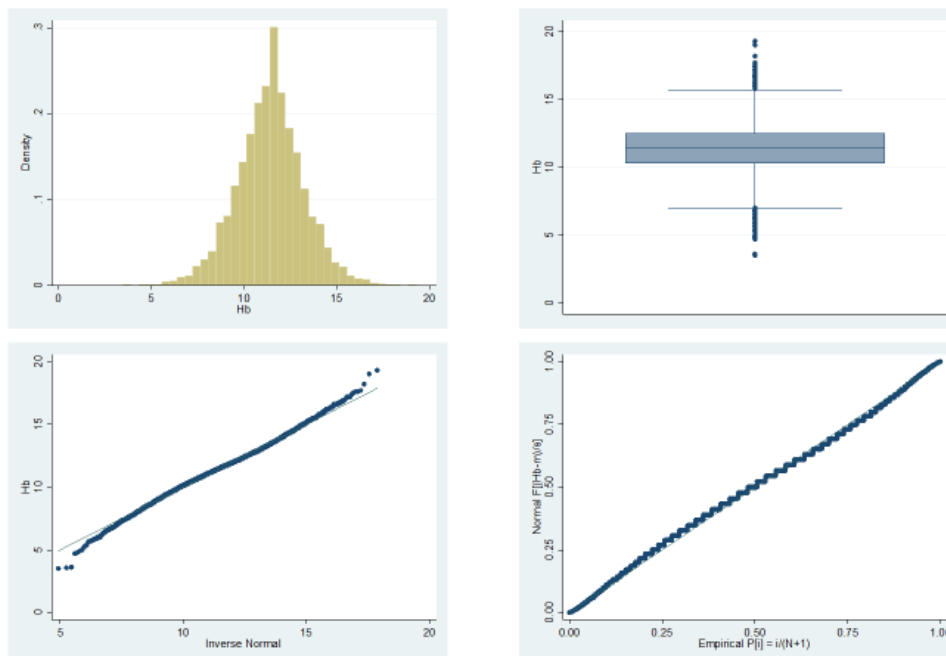 .3
.2
.1
0
Density
0 5 10 15 20
Hb
20
15
10
5
0
Hb
20
15
10
5
0
Hb
5 10 15 20
Inverse Normal
1.00
0.75
0.50
0.25
0.00
Normal F[(Hb-m)/s]
0.00 0.25 0.50 0.75 1.00
Empirical P[i] = i/(N+1)